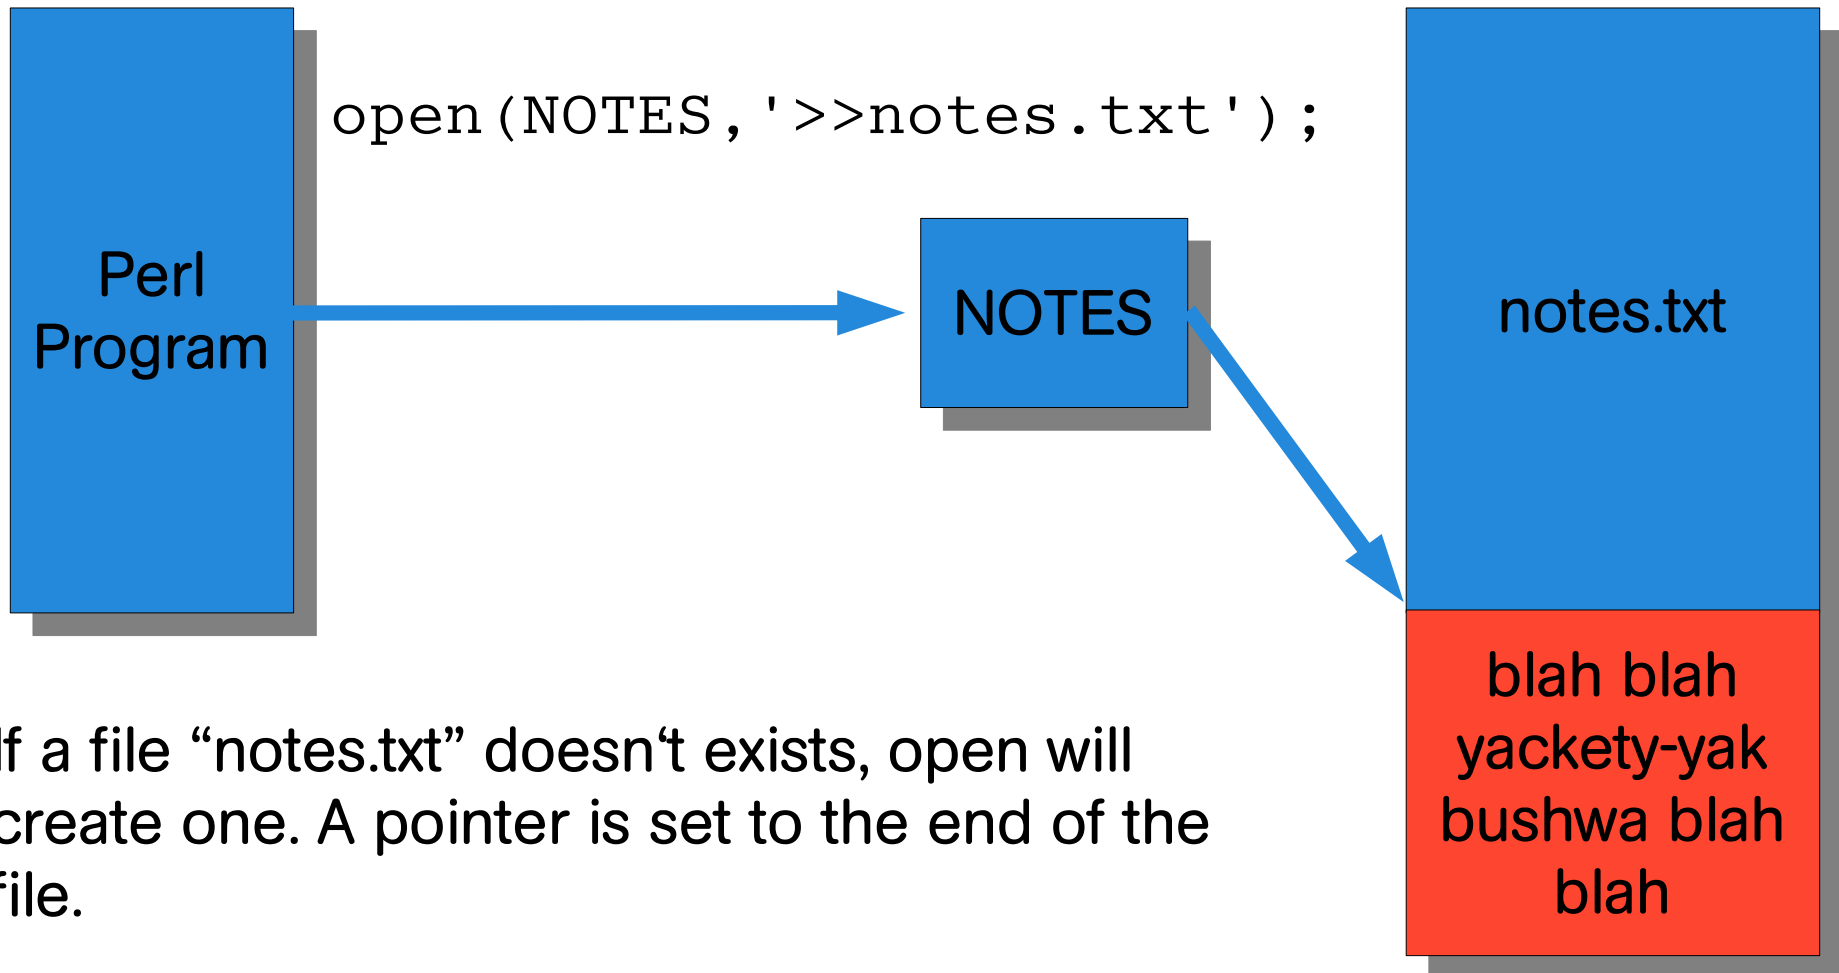 open(NOTES,'>>notes.txt');
Perl
Program
NOTES
notes.txt
blah blah
yackety-yak
bushwa blah
blah
If a file “notes.txt” doesn‘t exists, open will
create one. A pointer is set to the end of the
file.